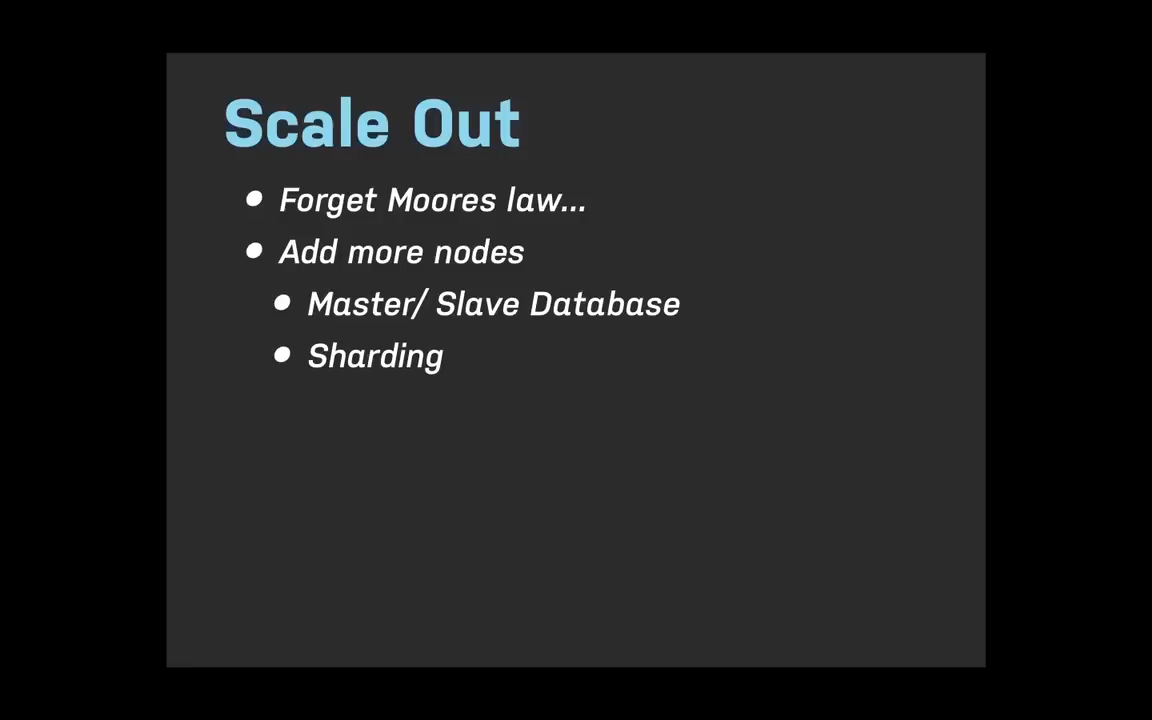 Scale Out
• Forget Moores law...
• Add more nodes
• Master/ Slave Database
• Sharding